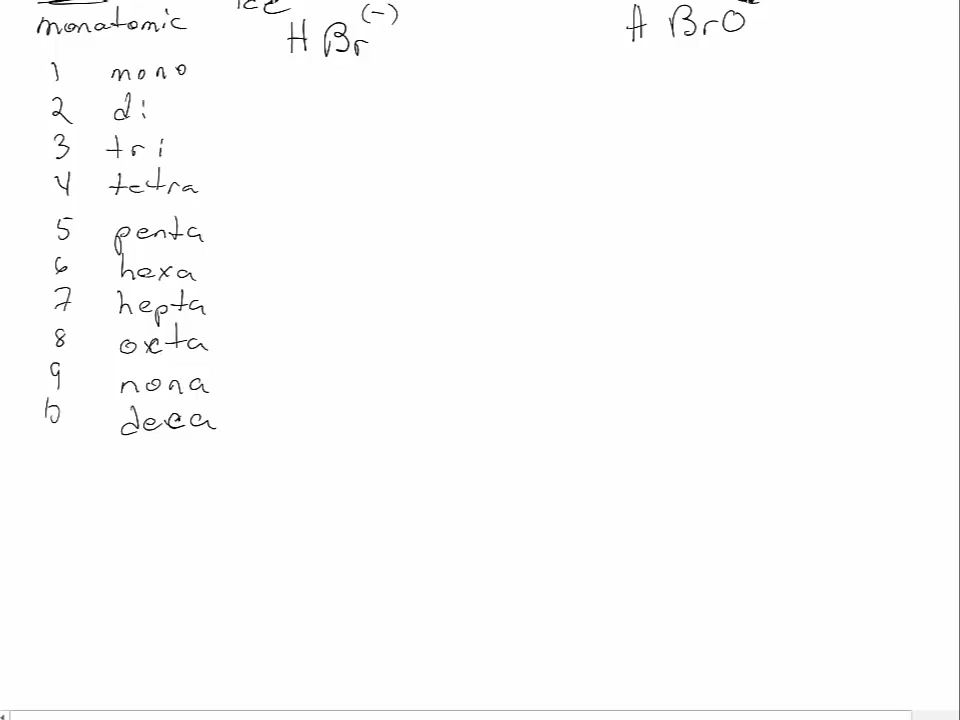 monatomic
H Br(-)
H BrO
1 mono
2 di
3 tri
4 tetra
5 penta
6 hexa
7 hepta
8 octa
9 nona
10 deca